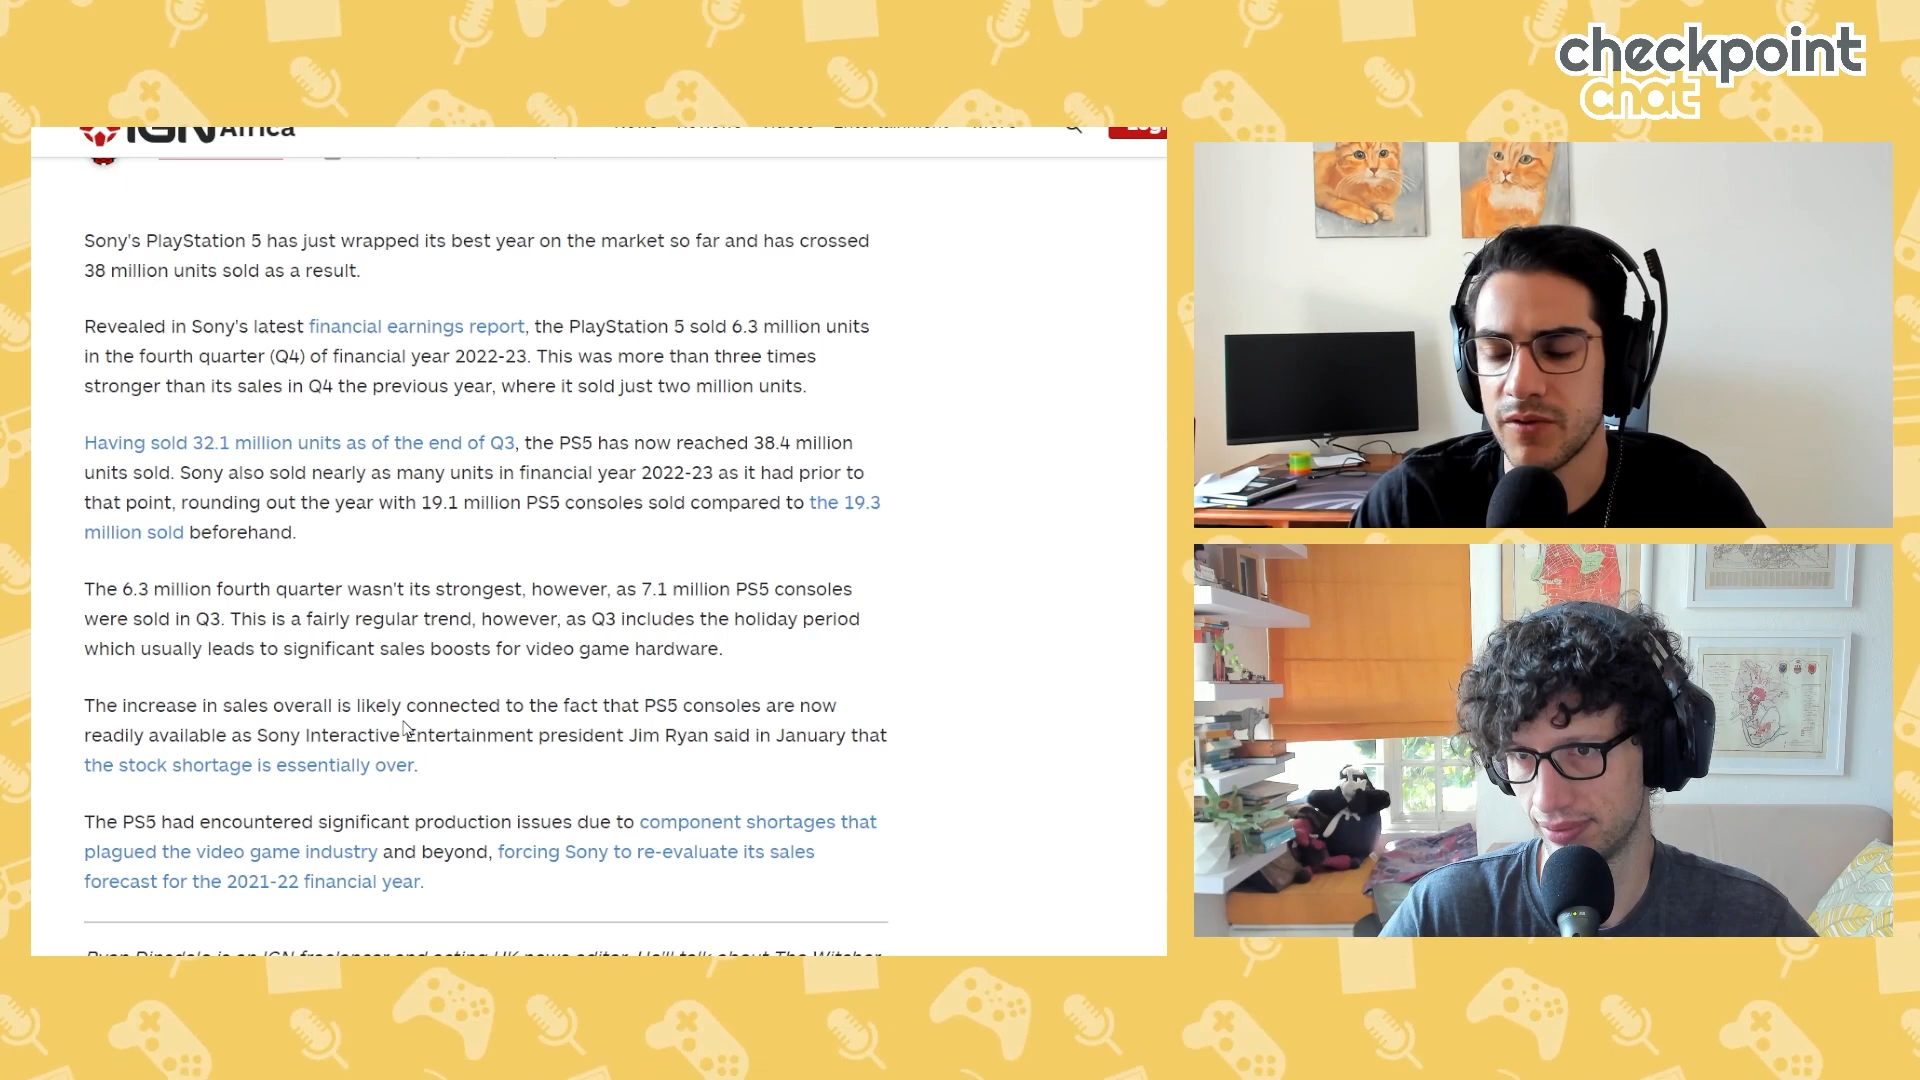 checkpoint
chat
IGN Africa
Sony's PlayStation 5 has just wrapped its best year on the market so far and has crossed
38 million units sold as a result.
Revealed in Sony's latest financial earnings report, the PlayStation 5 sold 6.3 million units
in the fourth quarter (Q4) of financial year 2022-23. This was more than three times
stronger than its sales in Q4 the previous year, where it sold just two million units.
Having sold 32.1 million units as of the end of Q3, the PS5 has now reached 38.4 million
units sold. Sony also sold nearly as many units in financial year 2022-23 as it had prior to
that point, rounding out the year with 19.1 million PS5 consoles sold compared to the 19.3
million sold beforehand.
The 6.3 million fourth quarter wasn't its strongest, however, as 7.1 million PS5 consoles
were sold in Q3. This is a fairly regular trend, however, as Q3 includes the holiday period
which usually leads to significant sales boosts for video game hardware.
The increase in sales overall is likely connected to the fact that PS5 consoles are now
readily available as Sony Interactive Entertainment president Jim Ryan said in January that
the stock shortage is essentially over.
The PS5 had encountered significant production issues due to component shortages that
plagued the video game industry and beyond, forcing Sony to re-evaluate its sales
forecast for the 2021-22 financial year.